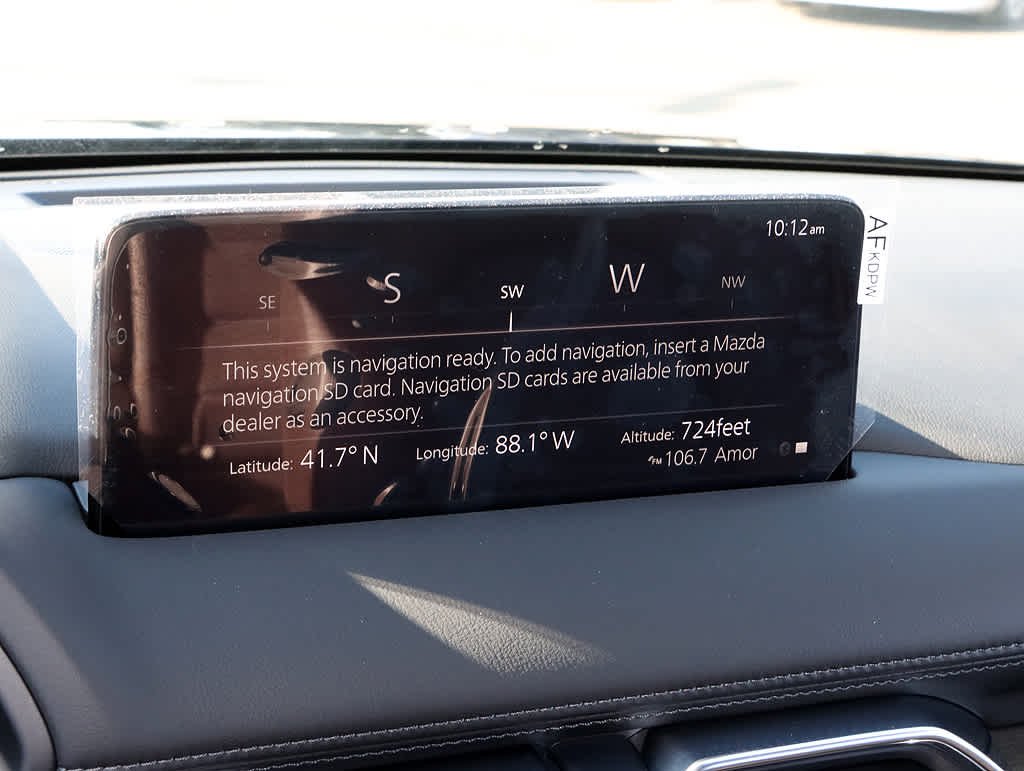 10:12am
SE S SW W NW
This system is navigation ready. To add navigation, insert a Mazda
navigation SD card. Navigation SD cards are available from your
dealer as an accessory.
Latitude: 41.7° N Longitude: 88.1° W Altitude: 724feet
FM 106.7 Amor
AFKDPW